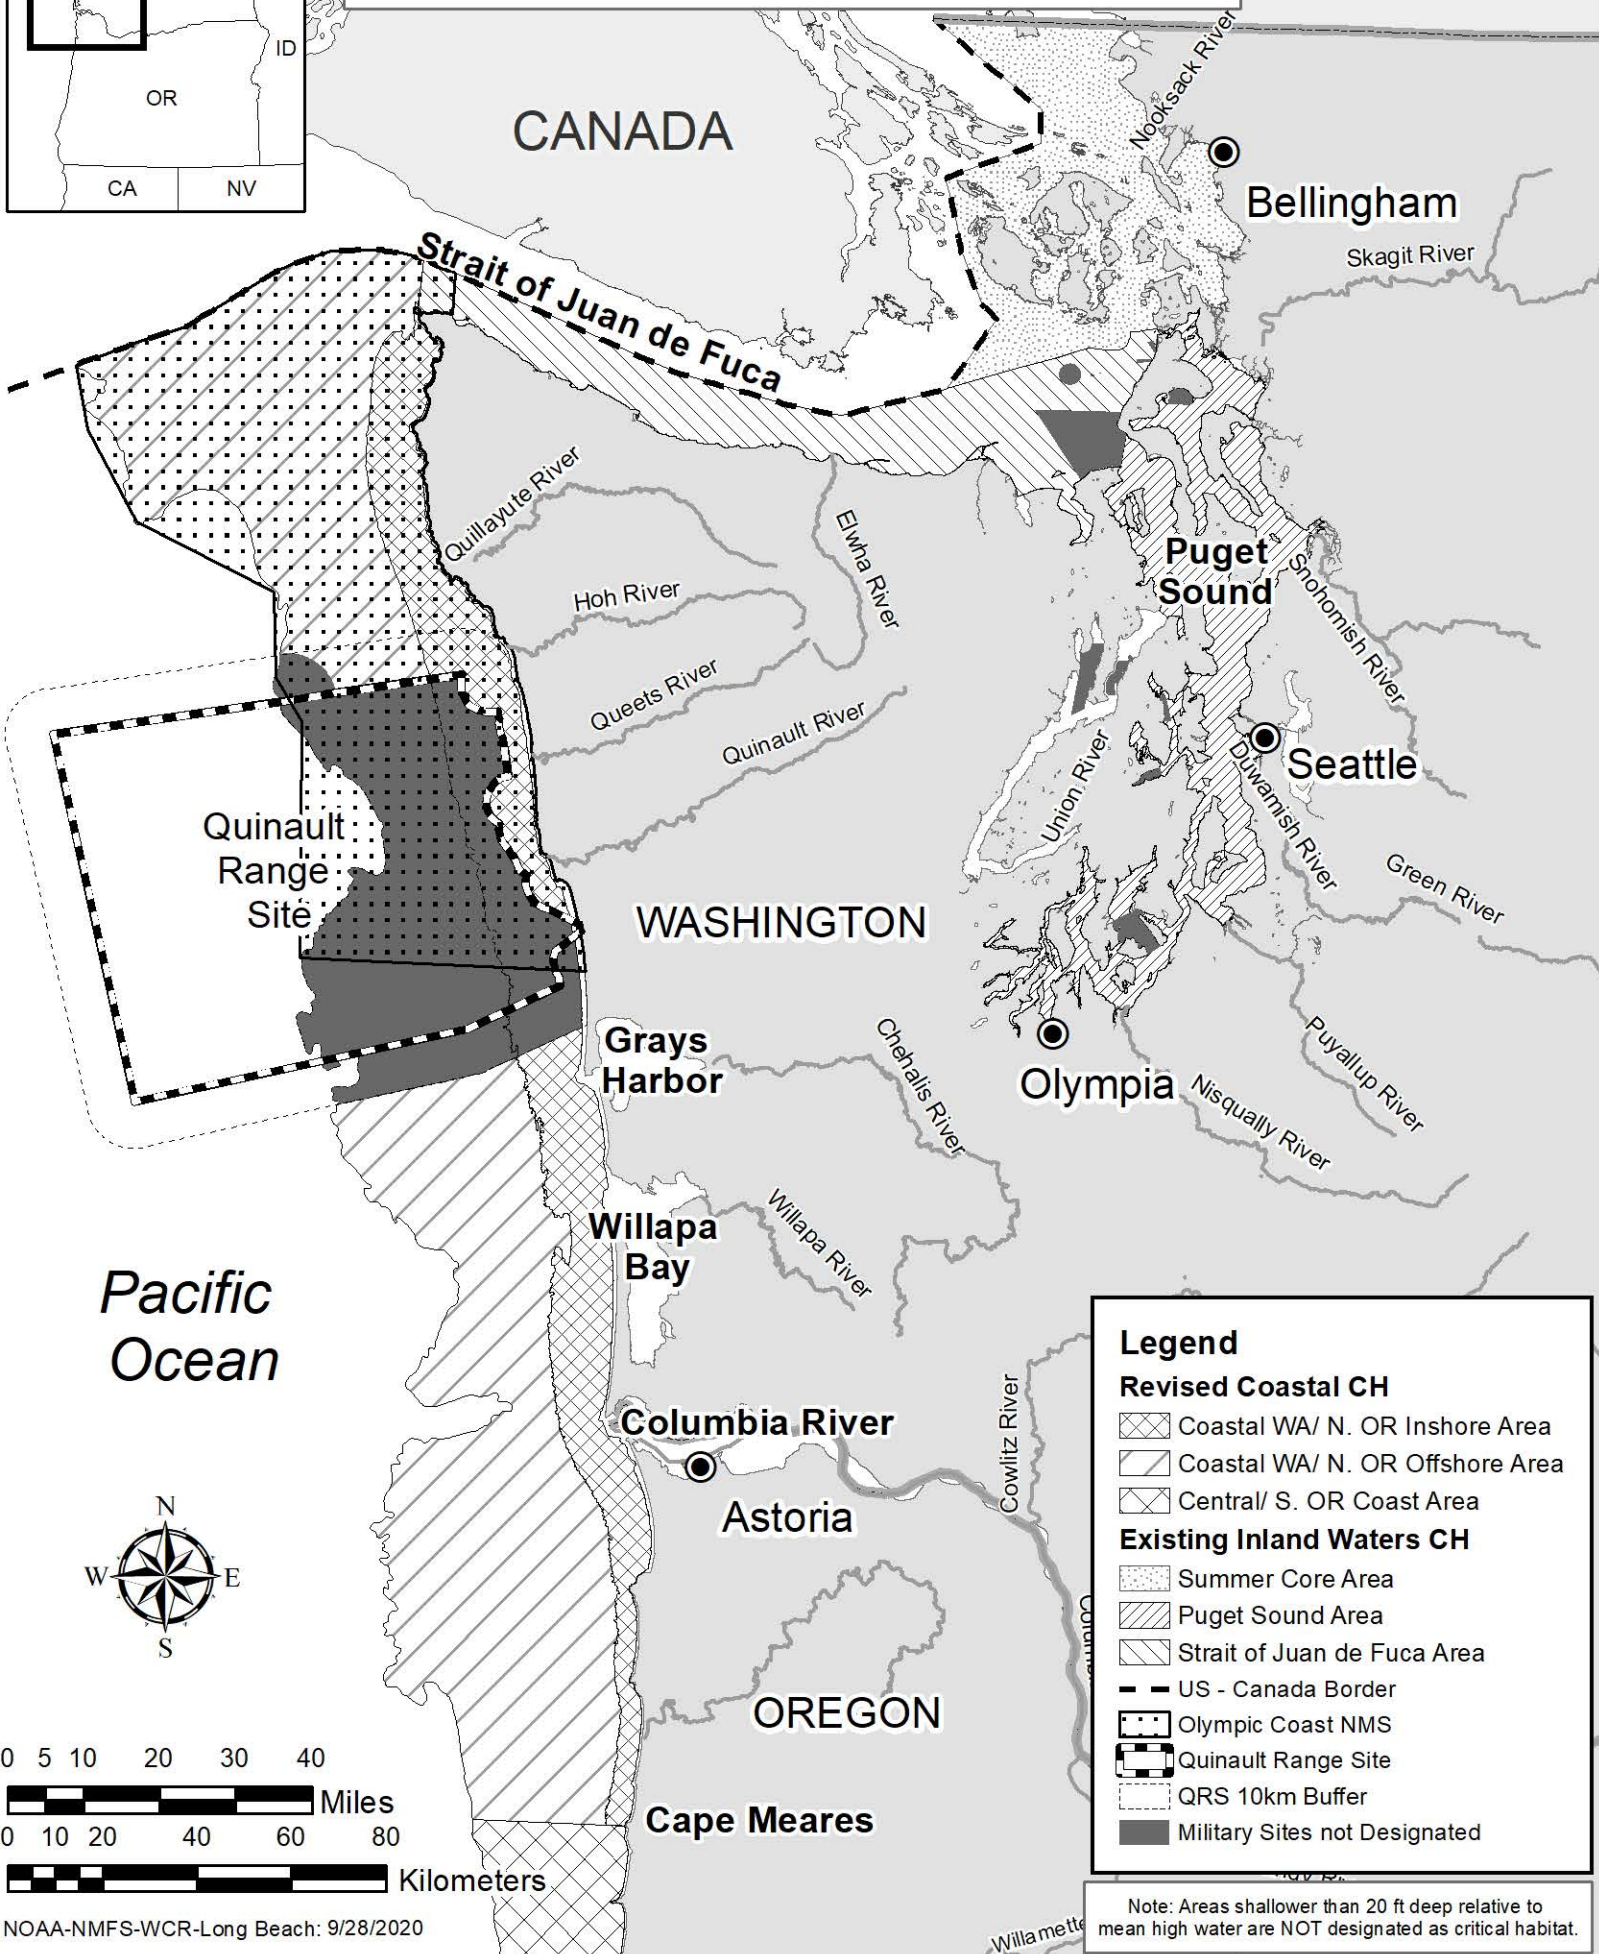 ID
OR
CA
NV
CANADA
Nooksack River
Bellingham
Skagit River
Strait of Juan de Fuca
Quillayute River
Elwha River
Puget
Sound
Snohomish River
Hoh River
Queets River
Quinault River
Union River
Seattle
Duwamish River
Quinault
Range
Site
Green River
WASHINGTON
Grays
Harbor
Chehalis River
Olympia
Nisqually River
Puyallup River
Willapa
Bay
Willapa River
Pacific
Ocean
Columbia River
Cowlitz River
Astoria
N
W
E
S
OREGON
Cape Meares
0 5 10 20 30 40
Miles
0 10 20 40 60 80
Kilometers
NOAA-NMFS-WCR-Long Beach: 9/28/2020
Legend
Revised Coastal CH
Coastal WA/ N. OR Inshore Area
Coastal WA/ N. OR Offshore Area
Central/ S. OR Coast Area
Existing Inland Waters CH
Summer Core Area
Puget Sound Area
Strait of Juan de Fuca Area
US - Canada Border
Olympic Coast NMS
Quinault Range Site
QRS 10km Buffer
Military Sites not Designated
Willamette
Note: Areas shallower than 20 ft deep relative to
mean high water are NOT designated as critical habitat.